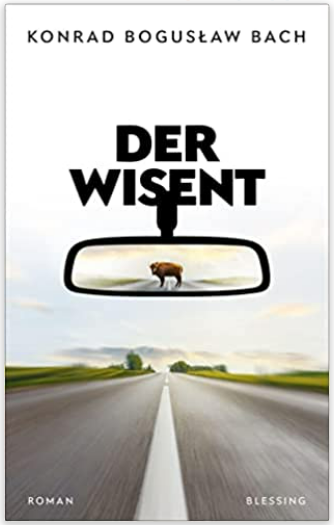 KONRAD BOGUSŁAW BACH
DER
WISENT
ROMAN BLESSING